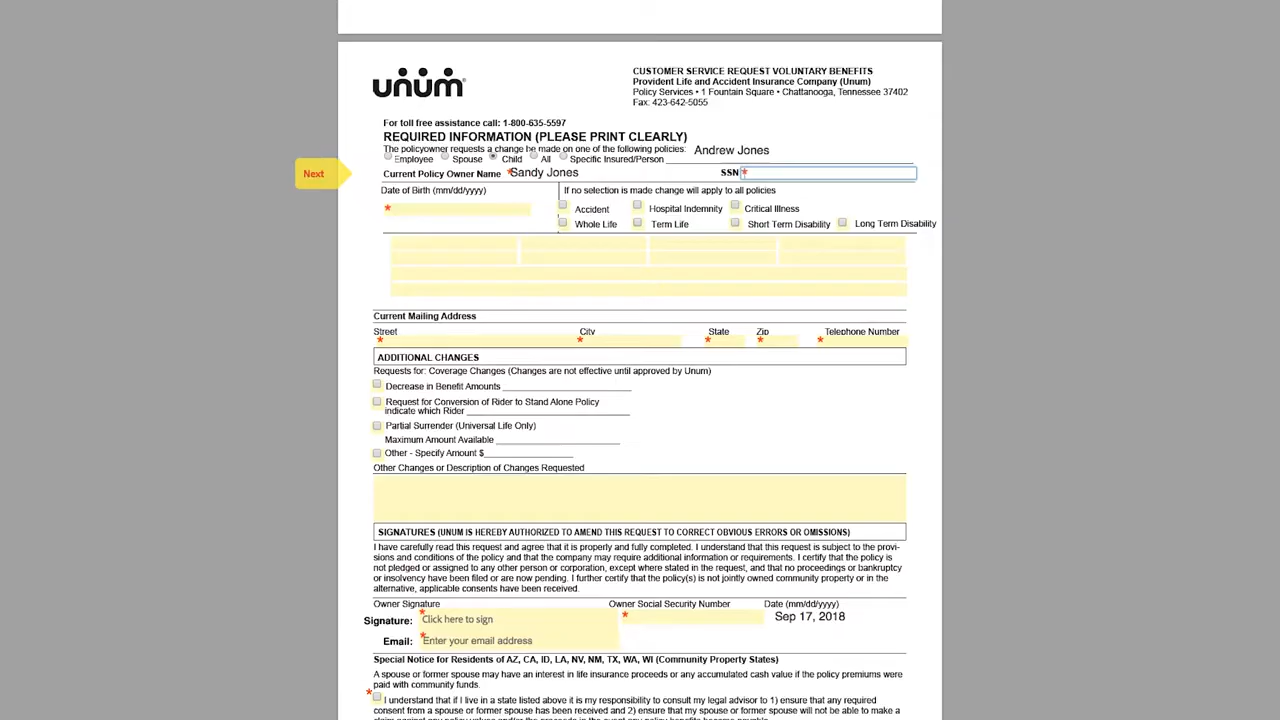 unum®
CUSTOMER SERVICE REQUEST VOLUNTARY BENEFITS
Provident Life and Accident Insurance Company (Unum)
Policy Services • 1 Fountain Square • Chattanooga, Tennessee 37402
Fax: 423-642-5055
For toll free assistance call: 1-800-635-5597
REQUIRED INFORMATION (PLEASE PRINT CLEARLY)
The policyowner requests a change be made on one of the following policies: Andrew Jones
Employee Spouse Child All Specific Insured/Person
Next
Current Policy Owner Name *Sandy Jones SSN *
Date of Birth (mm/dd/yyyy) If no selection is made change will apply to all policies
* Accident Hospital Indemnity Critical Illness
Whole Life Term Life Short Term Disability Long Term Disability
Current Mailing Address
Street City State Zip Telephone Number
* * * * *
ADDITIONAL CHANGES
Requests for: Coverage Changes (Changes are not effective until approved by Unum)
Decrease in Benefit Amounts
Request for Conversion of Rider to Stand Alone Policy
indicate which Rider
Partial Surrender (Universal Life Only)
Maximum Amount Available
Other - Specify Amount $
Other Changes or Description of Changes Requested
SIGNATURES (UNUM IS HEREBY AUTHORIZED TO AMEND THIS REQUEST TO CORRECT OBVIOUS ERRORS OR OMISSIONS)
I have carefully read this request and agree that it is properly and fully completed. I understand that this request is subject to the provi-
sions and conditions of the policy and that the company may require additional information or requirements. I certify that the policy is
not pledged or assigned to any other person or corporation, except where stated in the request, and that no proceedings or bankruptcy
or insolvency have been filed or are now pending. I further certify that the policy(s) is not jointly owned community property or in the
alternative, applicable consents have been received.
Owner Signature Owner Social Security Number Date (mm/dd/yyyy)
Signature: * Click here to sign * Sep 17, 2018
Email: * Enter your email address
Special Notice for Residents of AZ, CA, ID, LA, NV, NM, TX, WA, WI (Community Property States)
A spouse or former spouse may have an interest in life insurance proceeds or any accumulated cash value if the policy premiums were
paid with community funds.
* I understand that if I live in a state listed above it is my responsibility to consult my legal advisor to 1) ensure that any required
consent from a spouse or former spouse has been received and 2) ensure that my spouse or former spouse will not be able to make a
claim against any policy values and/or the proceeds in the event any policy benefits become payable.